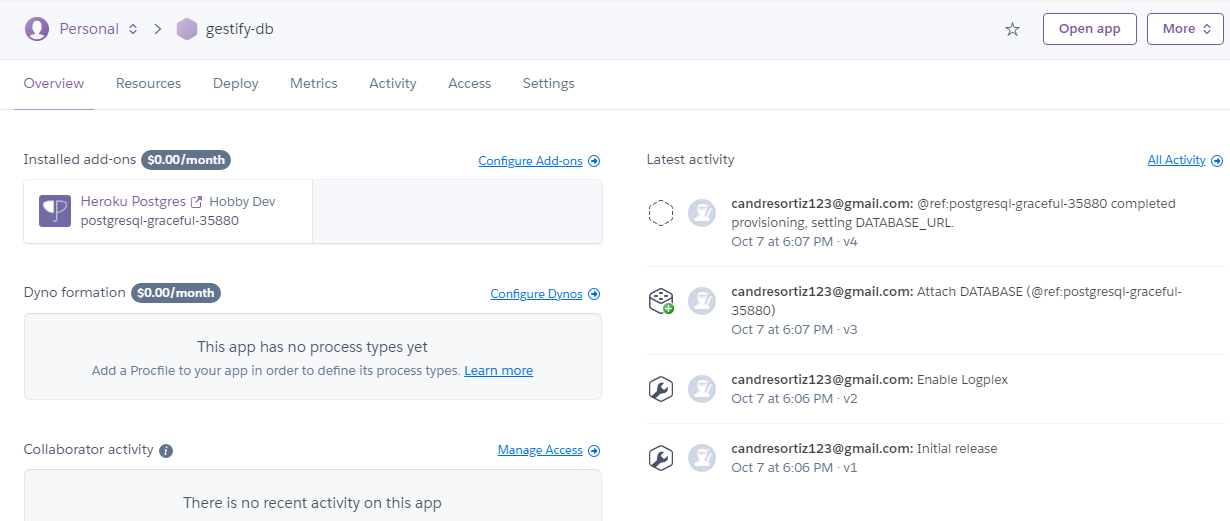 Personal gestify-db Open app More
Overview Resources Deploy Metrics Activity Access Settings
Installed add-ons $0.00/month Configure Add-ons
Heroku Postgres Hobby Dev
postgresql-graceful-35880
Dyno formation $0.00/month Configure Dynos
This app has no process types yet
Add a Procfile to your app in order to define its process types. Learn more
Collaborator activity i Manage Access
There is no recent activity on this app
Latest activity All Activity
candresortiz123@gmail.com: @ref:postgresql-graceful-35880 completed
provisioning, setting DATABASE_URL.
Oct 7 at 6:07 PM · v4
candresortiz123@gmail.com: Attach DATABASE (@ref:postgresql-graceful-
35880)
Oct 7 at 6:07 PM · v3
candresortiz123@gmail.com: Enable Logplex
Oct 7 at 6:06 PM · v2
candresortiz123@gmail.com: Initial release
Oct 7 at 6:06 PM · v1